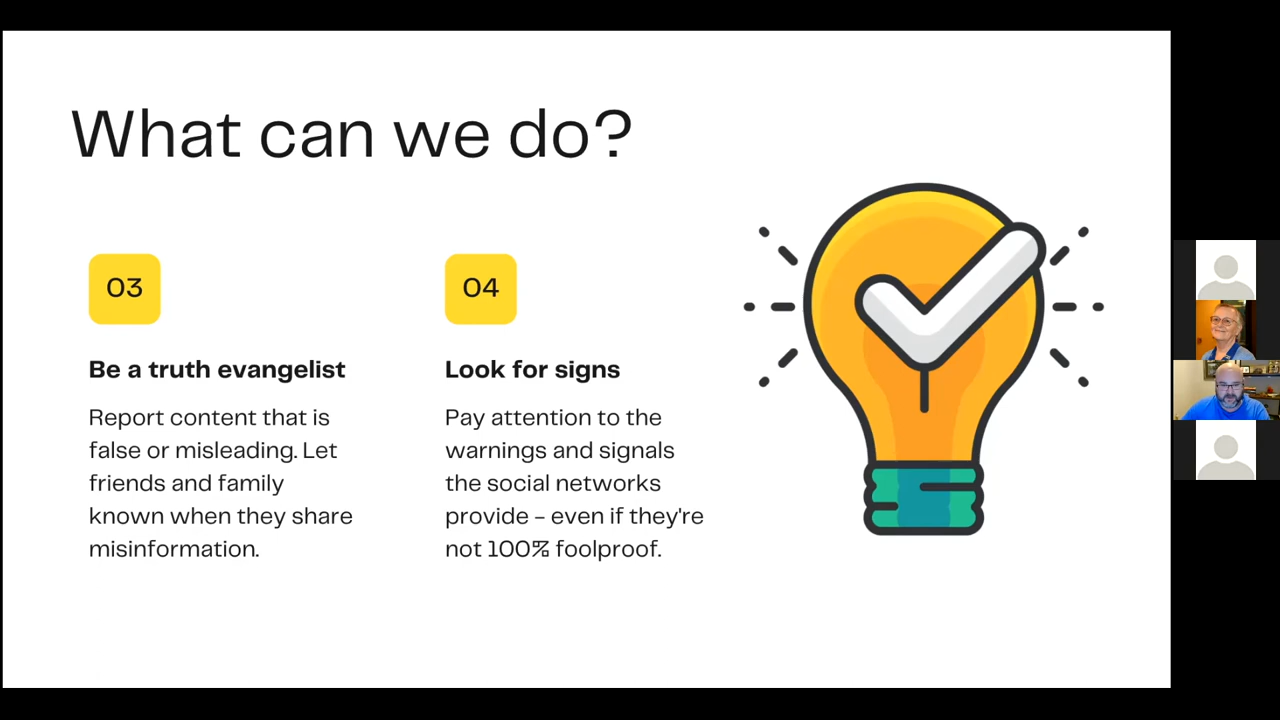 What can we do?
03
Be a truth evangelist
Report content that is
false or misleading. Let
friends and family
known when they share
misinformation.
04
Look for signs
Pay attention to the
warnings and signals
the social networks
provide – even if they're
not 100% foolproof.